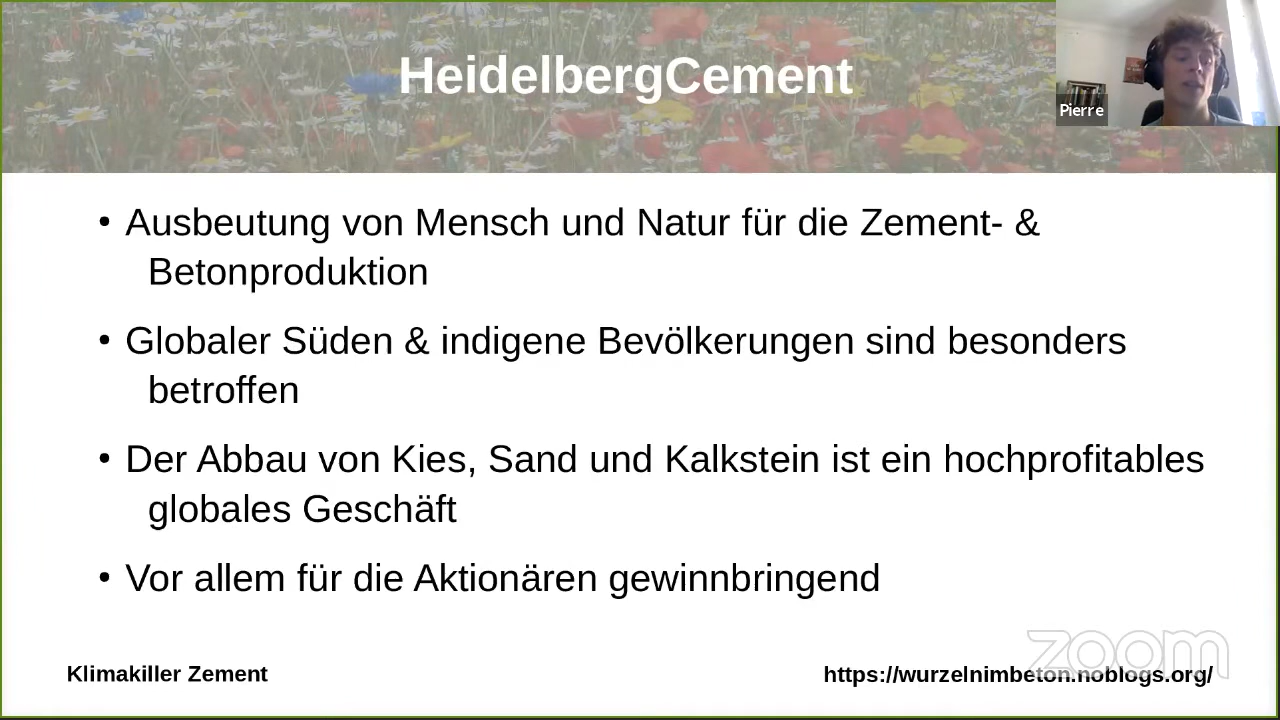 HeidelbergCement
Pierre
• Ausbeutung von Mensch und Natur für die Zement- &
Betonproduktion
• Globaler Süden & indigene Bevölkerungen sind besonders
betroffen
• Der Abbau von Kies, Sand und Kalkstein ist ein hochprofitables
globales Geschäft
• Vor allem für die Aktionären gewinnbringend
zoom
Klimakiller Zement
https://wurzelnimbeton.noblogs.org/